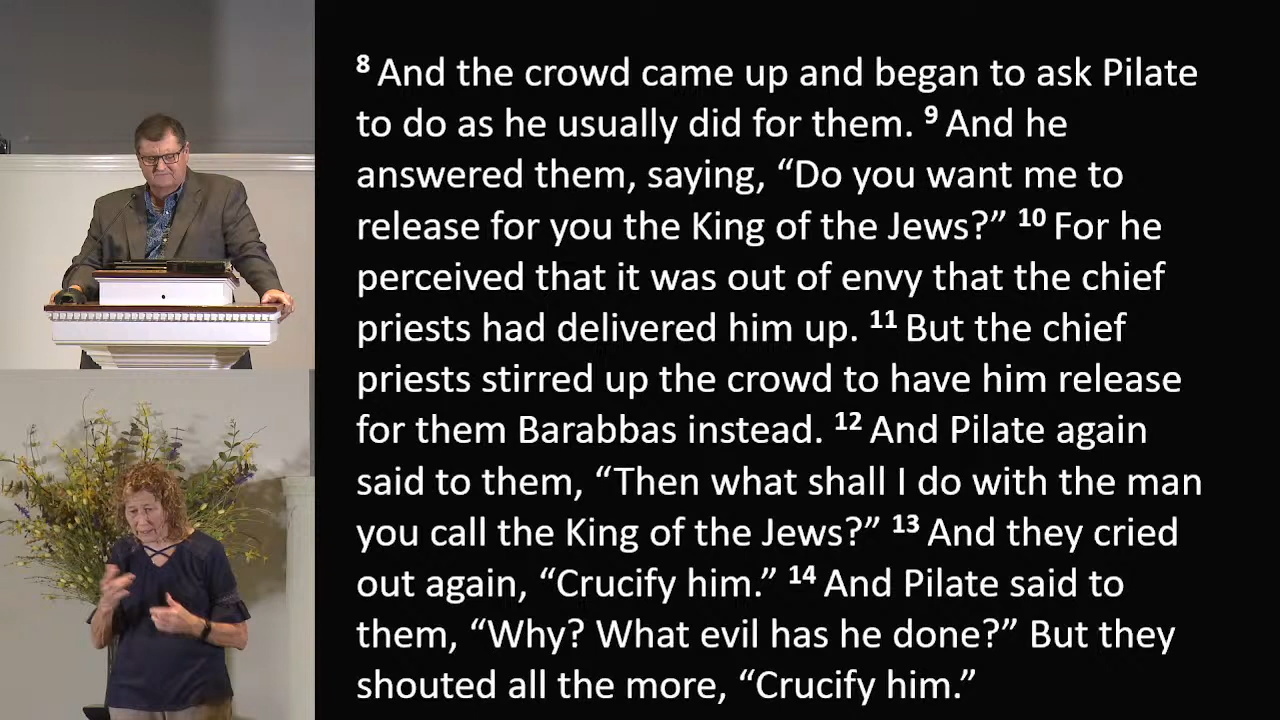 8 And the crowd came up and began to ask Pilate
to do as he usually did for them. 9 And he
answered them, saying, “Do you want me to
release for you the King of the Jews?” 10 For he
perceived that it was out of envy that the chief
priests had delivered him up. 11 But the chief
priests stirred up the crowd to have him release
for them Barabbas instead. 12 And Pilate again
said to them, “Then what shall I do with the man
you call the King of the Jews?” 13 And they cried
out again, “Crucify him.” 14 And Pilate said to
them, “Why? What evil has he done?” But they
shouted all the more, “Crucify him.”